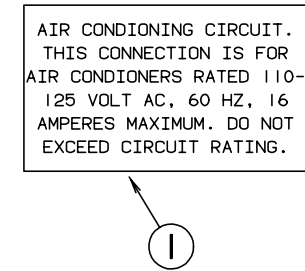 AIR CONDIONING CIRCUIT.
THIS CONNECTION IS FOR
AIR CONDIONERS RATED 110-
125 VOLT AC, 60 HZ, 16
AMPERES MAXIMUM. DO NOT
EXCEED CIRCUIT RATING.
1